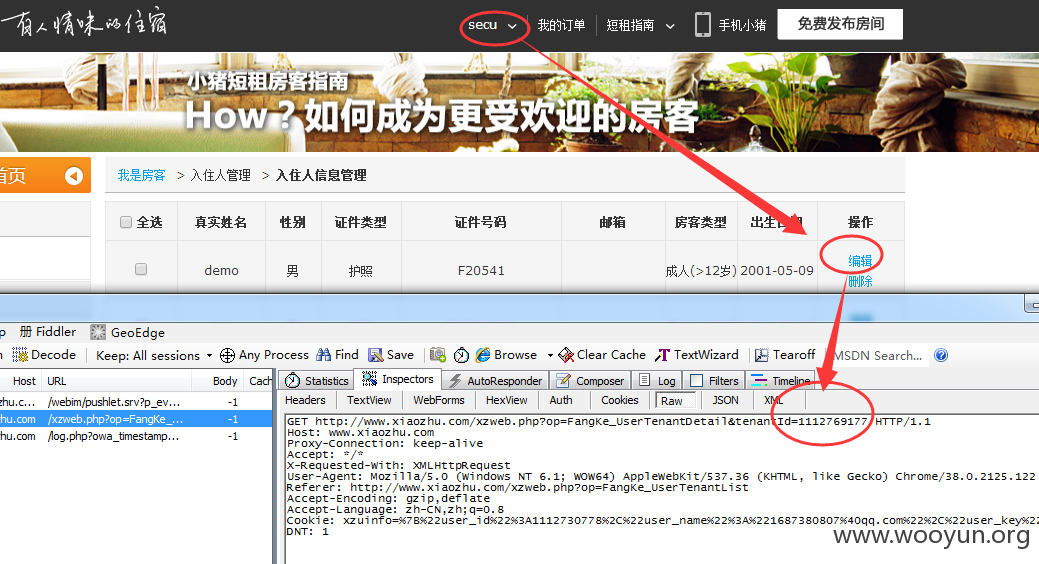 有人情味的住宿
secu 我的订单 短租指南 手机小猪 免费发布房间
小猪短租房客指南
How？如何成为更受欢迎的房客
首页 我是房客 > 入住人管理 > 入住人信息管理
全选 真实姓名 性别 证件类型 证件号码 邮箱 房客类型 出生日期 操作
demo 男 护照 F20541 成人(>12岁) 2001-05-09 编辑
删除
Fiddler GeoEdge
Decode Keep: All sessions Any Process Find Save Browse Clear Cache TextWizard Tearoff MSDN Search...
Statistics Inspectors AutoResponder Composer Log Filters Timeline
Host URL Body Cach
Headers TextView WebForms HexView Auth Cookies Raw JSON XML
zhu.c... /webim/pushlet.srv?p_ev... -1
zhu.com /xzweb.php?op=FangKe_... -1
zhu.com /log.php?owa_timestamp... -1
GET http://www.xiaozhu.com/xzweb.php?op=FangKe_UserTenantDetail&tenantId=1112769177 HTTP/1.1
Host: www.xiaozhu.com
Proxy-Connection: keep-alive
Accept: */*
X-Requested-With: XMLHttpRequest
User-Agent: Mozilla/5.0 (Windows NT 6.1; WOW64) AppleWebKit/537.36 (KHTML, like Gecko) Chrome/38.0.2125.122
Referer: http://www.xiaozhu.com/xzweb.php?op=FangKe_UserTenantList
Accept-Encoding: gzip,deflate
Accept-Language: zh-CN,zh;q=0.8
Cookie: xzuinfo=%7B%22user_id%22%3A1112730778%2C%22user_name%22%3A%221687380807%40qq.com%22%2C%22user_key%2
DNT: 1
www.wooyun.org